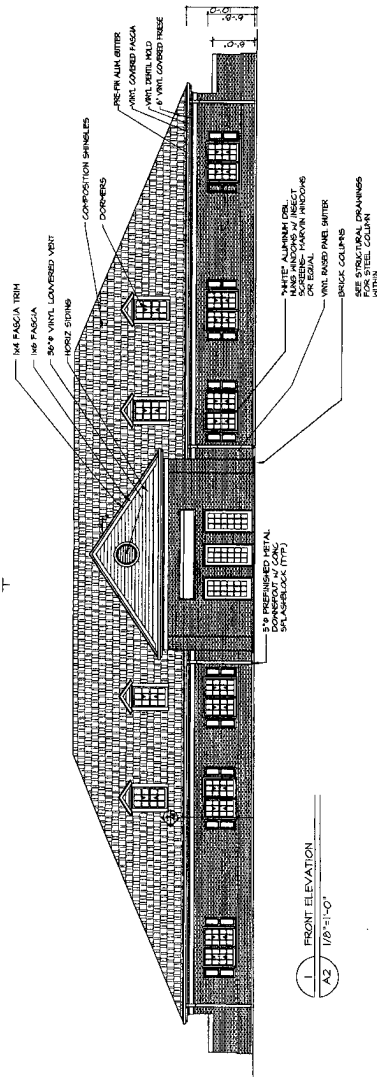 1x4 FASCIA TRIM
1x6 FASCIA
36"Φ VINYL LOUVERED VENT
HORIZ SIDING
COMPOSITION SHINGLES
DORMERS
PRE-FIN ALUM. GUTTER
VINYL COVERED FASCIA
VINYL DENTIL MOLD
6" VINYL COVERED FRIESE
8'-0"
5"Φ PREFINISHED METAL
DOWNSPOUT W/ CONC
SPLASHBLOCK (TYP.)
"WHITE" ALUMINUM DBL
HUNG WINDOWS W/ INSECT
SCREENS- MARVIN WINDOWS
OR EQUAL
VINYL RAISED PANEL SHUTTER
BRICK COLUMNS
SEE STRUCTURAL DRAWINGS
FOR STEEL COLUMN
WITHIN
1
A2
FRONT ELEVATION
1/8"=1'-0"